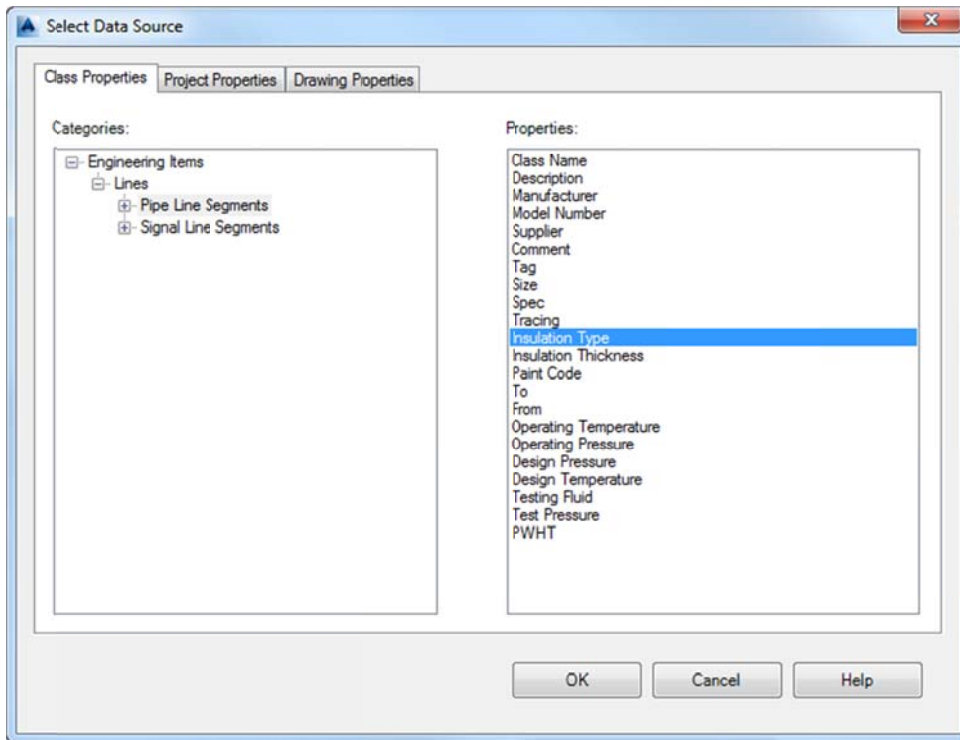 Select Data Source
Class Properties
Project Properties
Drawing Properties
Categories:
Engineering Items
Lines
Pipe Line Segments
Signal Line Segments
Properties:
Class Name
Description
Manufacturer
Model Number
Supplier
Comment
Tag
Size
Spec
Tracing
Insulation Type
Insulation Thickness
Paint Code
To
From
Operating Temperature
Operating Pressure
Design Pressure
Design Temperature
Testing Fluid
Test Pressure
PWHT
OK
Cancel
Help